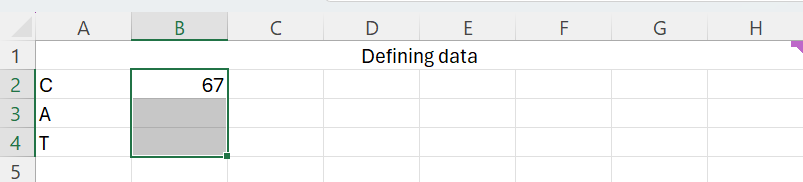 A B C D E F G H
1 Defining data
2 C 67
3 A
4 T
5